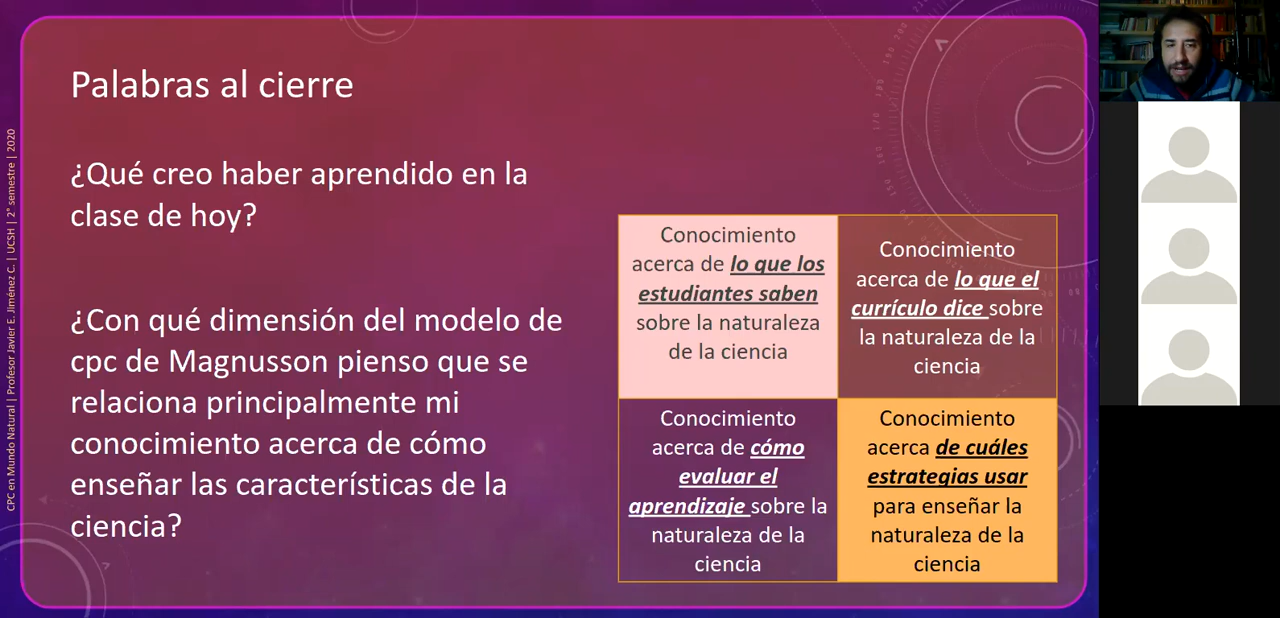 Palabras al cierre
¿Qué creo haber aprendido en la
clase de hoy?
¿Con qué dimensión del modelo de
cpc de Magnusson pienso que se
relaciona principalmente mi
conocimiento acerca de cómo
enseñar las características de la
ciencia?
Conocimiento
acerca de lo que los
estudiantes saben
sobre la naturaleza
de la ciencia
Conocimiento
acerca de lo que el
currículo dice sobre
la naturaleza de la
ciencia
Conocimiento
acerca de cómo
evaluar el
aprendizaje sobre la
naturaleza de la
ciencia
Conocimiento
acerca de cuáles
estrategias usar
para enseñar la
naturaleza de la
ciencia
CPC en Mundo Natural | Profesor Javier E. Jiménez C. | UCSH | 2° semestre | 2020